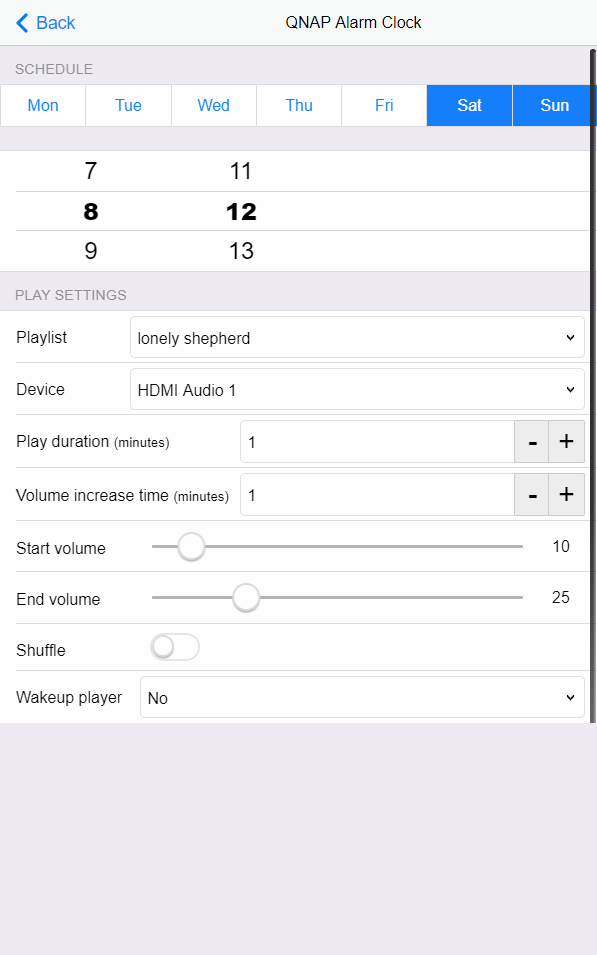 Back QNAP Alarm Clock
SCHEDULE
Mon Tue Wed Thu Fri Sat Sun
7 11
8 12
9 13
PLAY SETTINGS
Playlist lonely shepherd
Device HDMI Audio 1
Play duration (minutes) 1 - +
Volume increase time (minutes) 1 - +
Start volume 10
End volume 25
Shuffle
Wakeup player No